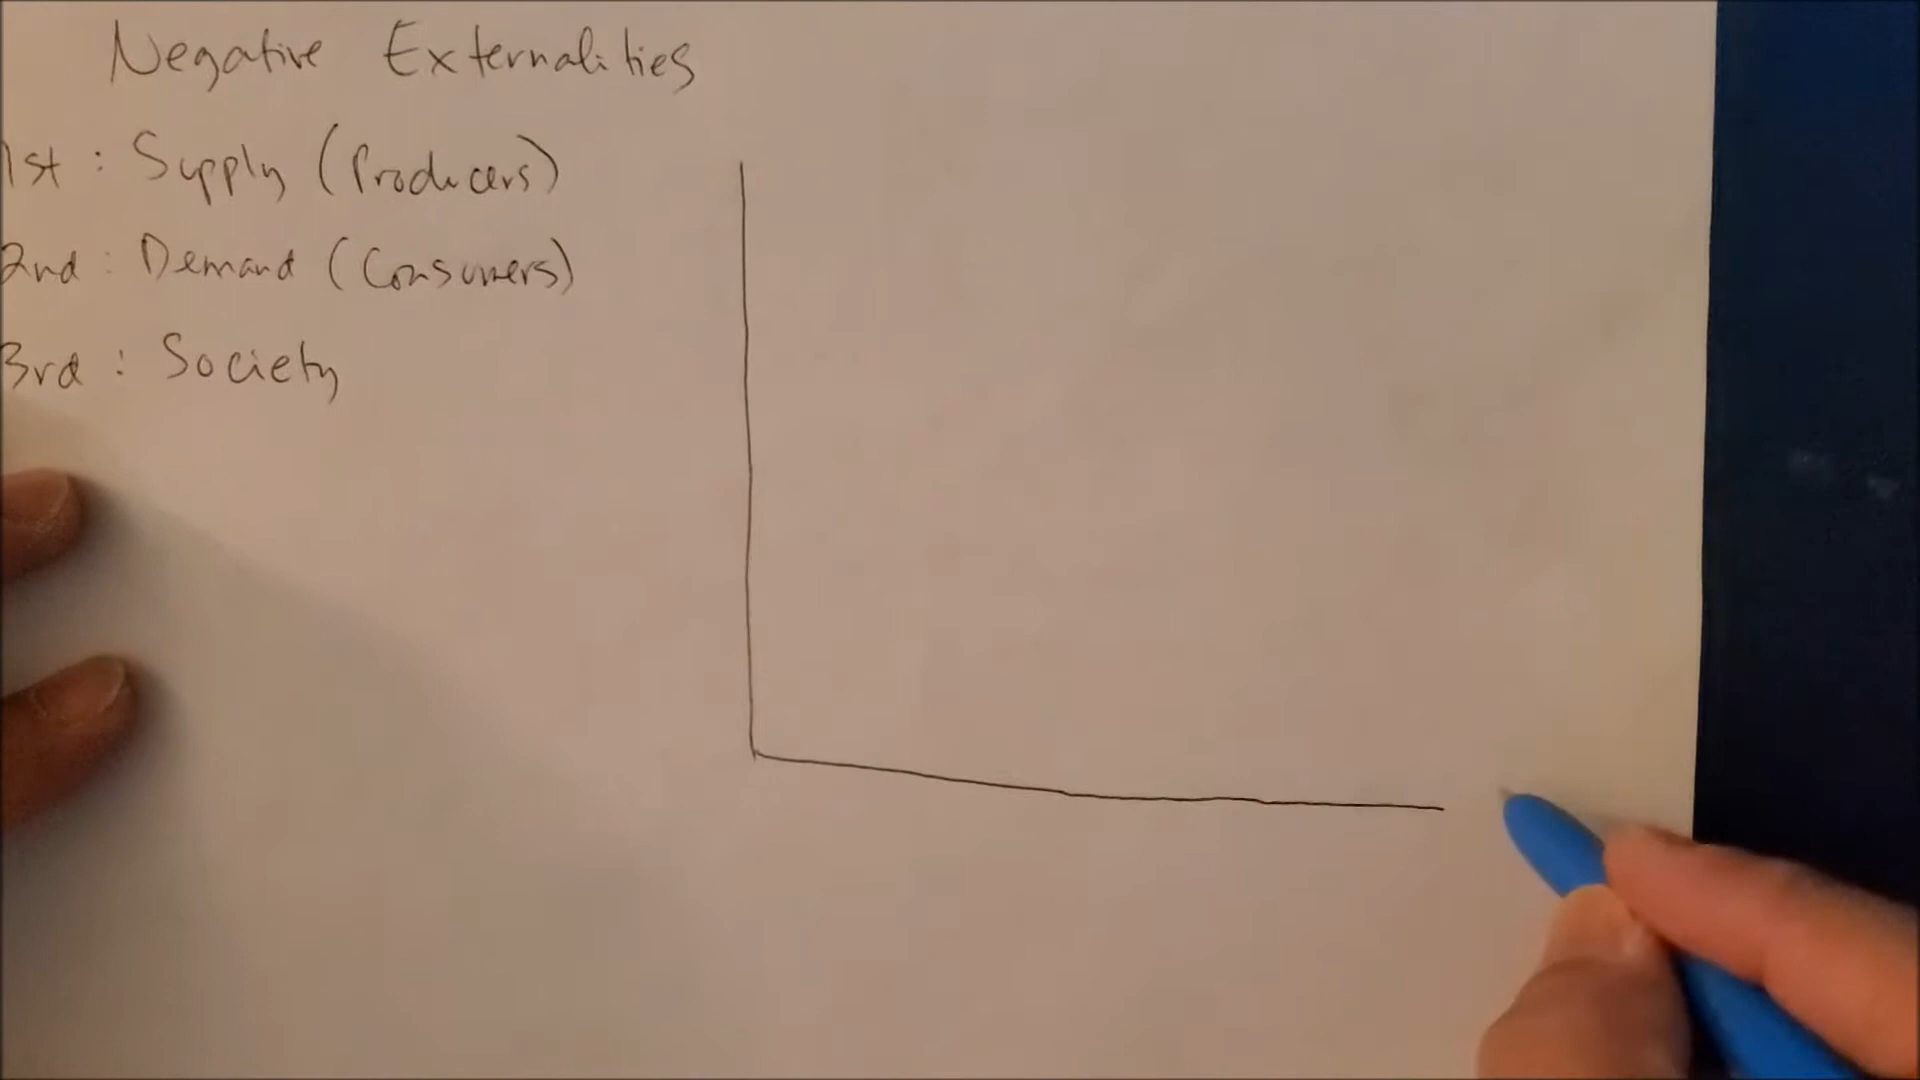 Negative Externalities
1st : Supply (Producers)
2nd : Demand (Consumers)
3rd : Society